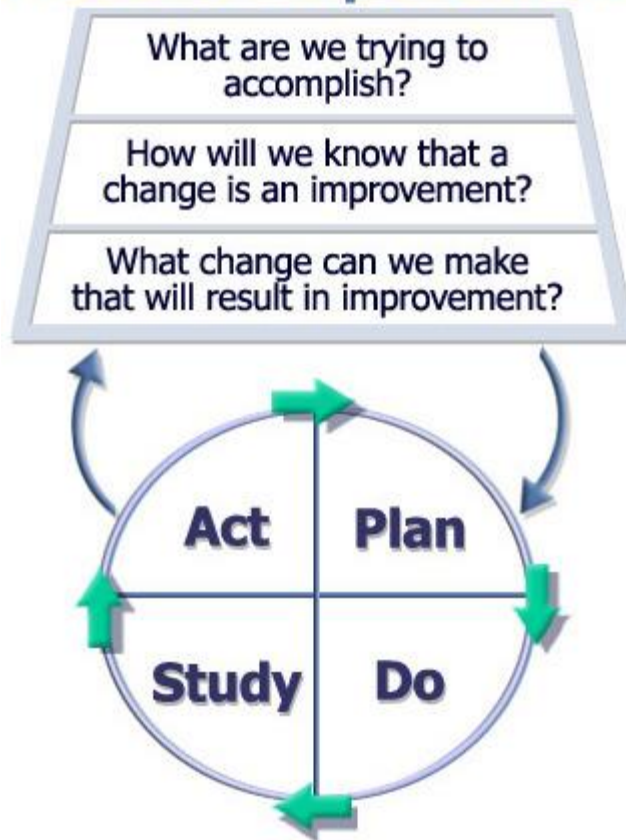 What are we trying to
accomplish?
How will we know that a
change is an improvement?
What change can we make
that will result in improvement?
Act Plan
Study Do